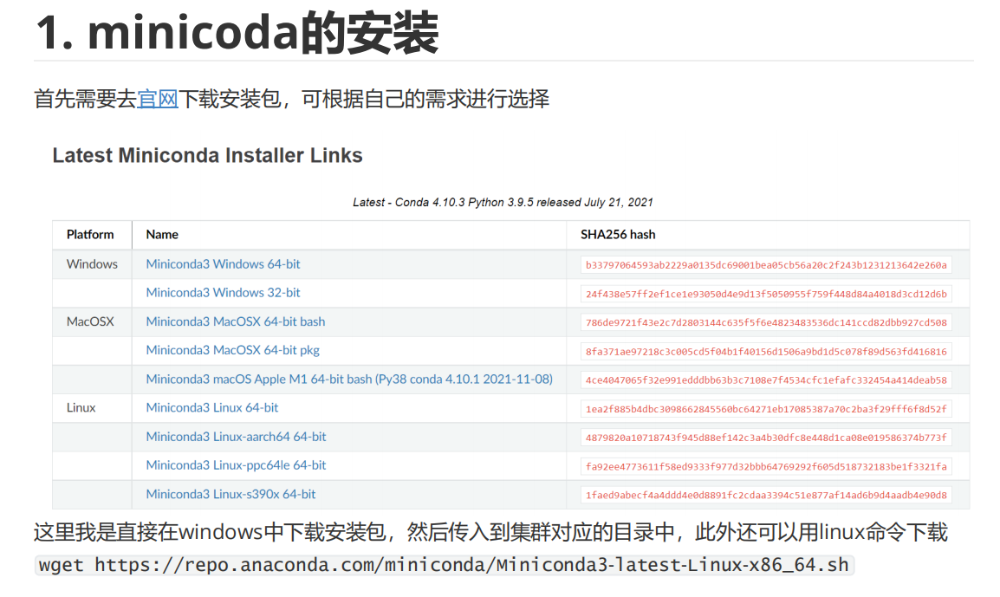 1. minicoda的安装
首先需要去官网下载安装包，可根据自己的需求进行选择
Latest Miniconda Installer Links
Latest - Conda 4.10.3 Python 3.9.5 released July 21, 2021
Platform Name SHA256 hash
Windows Miniconda3 Windows 64-bit b33797064593ab2229a0135dc69001bea05cb56a20c2f243b1231213642e260a
Miniconda3 Windows 32-bit 24f438e57ff2ef1ce1e93050d4e9d13f5050955f759f448d84a4018d3cd12d6b
MacOSX Miniconda3 MacOSX 64-bit bash 786de9721f43e2c7d2803144c635f5f6e4823483536dc141ccd82dbb927cd508
Miniconda3 MacOSX 64-bit pkg 8fa371ae97218c3c005cd5f04b1f40156d1506a9bd1d5c078f89d563fd416816
Miniconda3 macOS Apple M1 64-bit bash (Py38 conda 4.10.1 2021-11-08) 4ce4047065f32e991edddbb63b3c7108e7f4534cfc1efafc332454a414deab58
Linux Miniconda3 Linux 64-bit 1ea2f885b4dbc3098662845560bc64271eb17085387a70c2ba3f29fff6f8d52f
Miniconda3 Linux-aarch64 64-bit 4879820a10718743f945d88ef142c3a4b30dfc8e448d1ca08e019586374b773f
Miniconda3 Linux-ppc64le 64-bit fa92ee4773611f58ed9333f977d32bbb64769292f605d518732183be1f3321fa
Miniconda3 Linux-s390x 64-bit 1faed9abecf4a4ddd4e0d8891fc2cdaa3394c51e877af14ad6b9d4aadb4e90d8
这里我是直接在windows中下载安装包，然后传入到集群对应的目录中，此外还可以用linux命令下载
wget https://repo.anaconda.com/miniconda/Miniconda3-latest-Linux-x86_64.sh